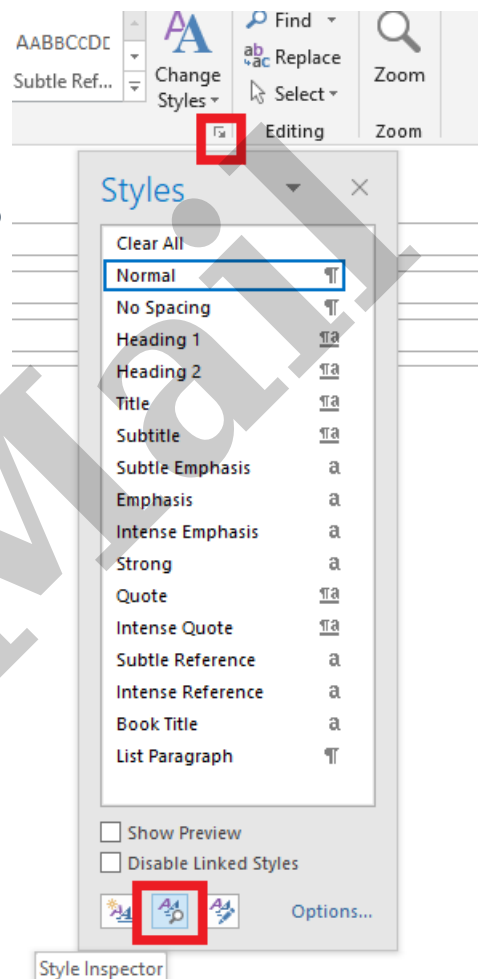 AABBCCDE
Subtle Ref...
Change
Styles
Find
Replace
Select
Zoom
Editing
Zoom
Styles
Clear All
Normal
No Spacing
Heading 1
Heading 2
Title
Subtitle
Subtle Emphasis
Emphasis
Intense Emphasis
Strong
Quote
Intense Quote
Subtle Reference
Intense Reference
Book Title
List Paragraph
Show Preview
Disable Linked Styles
Options...
Style Inspector
Mail